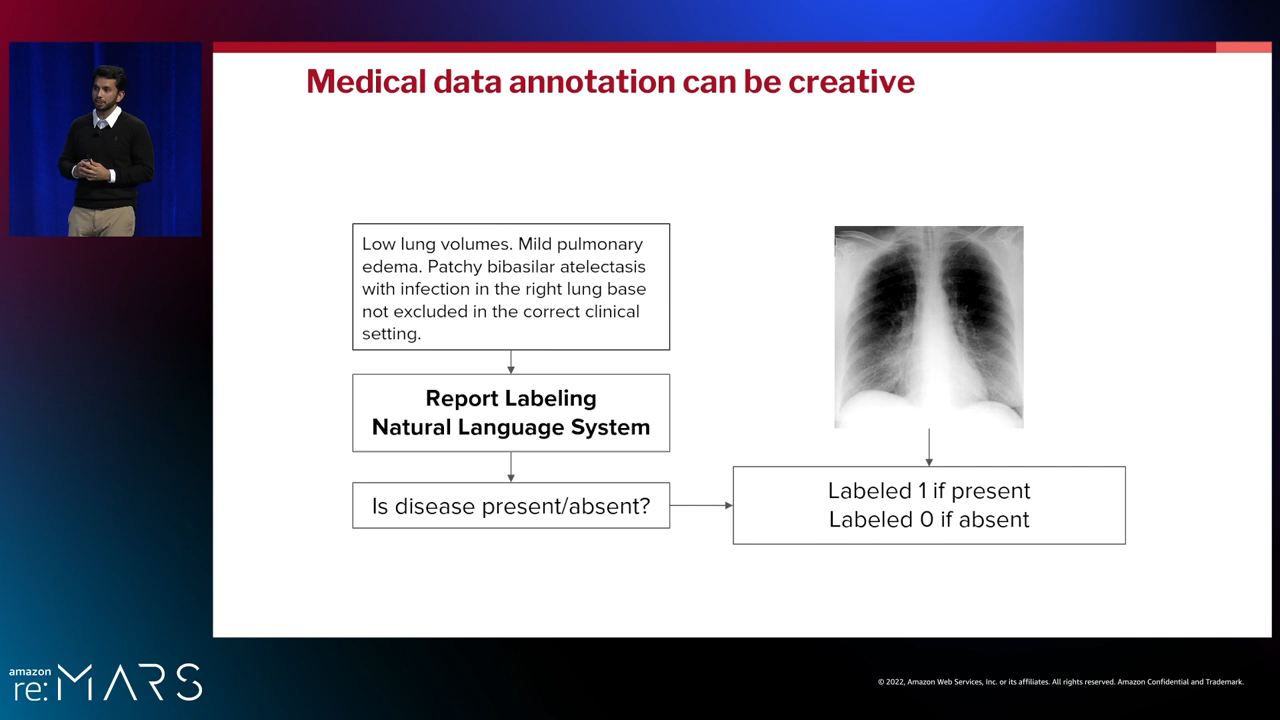 Medical data annotation can be creative
Low lung volumes. Mild pulmonary
edema. Patchy bibasilar atelectasis
with infection in the right lung base
not excluded in the correct clinical
setting.
Report Labeling
Natural Language System
Is disease present/absent?
Labeled 1 if present
Labeled 0 if absent
amazon
re:MARS
© 2022, Amazon Web Services, Inc. or its affiliates. All rights reserved. Amazon Confidential and Trademark.